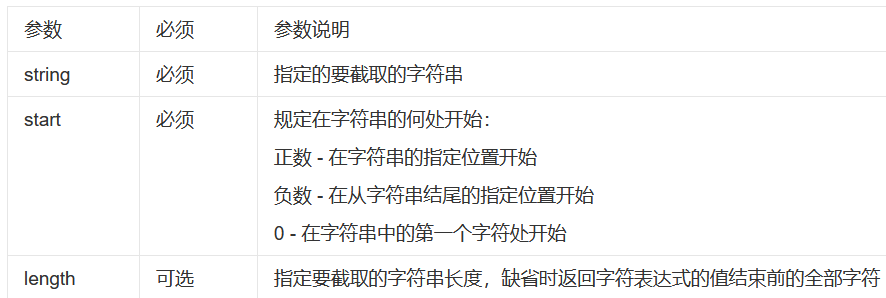 参数 必须 参数说明
string 必须 指定的要截取的字符串
start 必须 规定在字符串的何处开始：
正数 - 在字符串的指定位置开始
负数 - 在从字符串结尾的指定位置开始
0 - 在字符串中的第一个字符处开始
length 可选 指定要截取的字符串长度，缺省时返回字符表达式的值结束前的全部字符